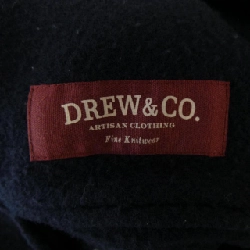 DREW & CO.
ARTISAN CLOTHING
Fine Knitwear